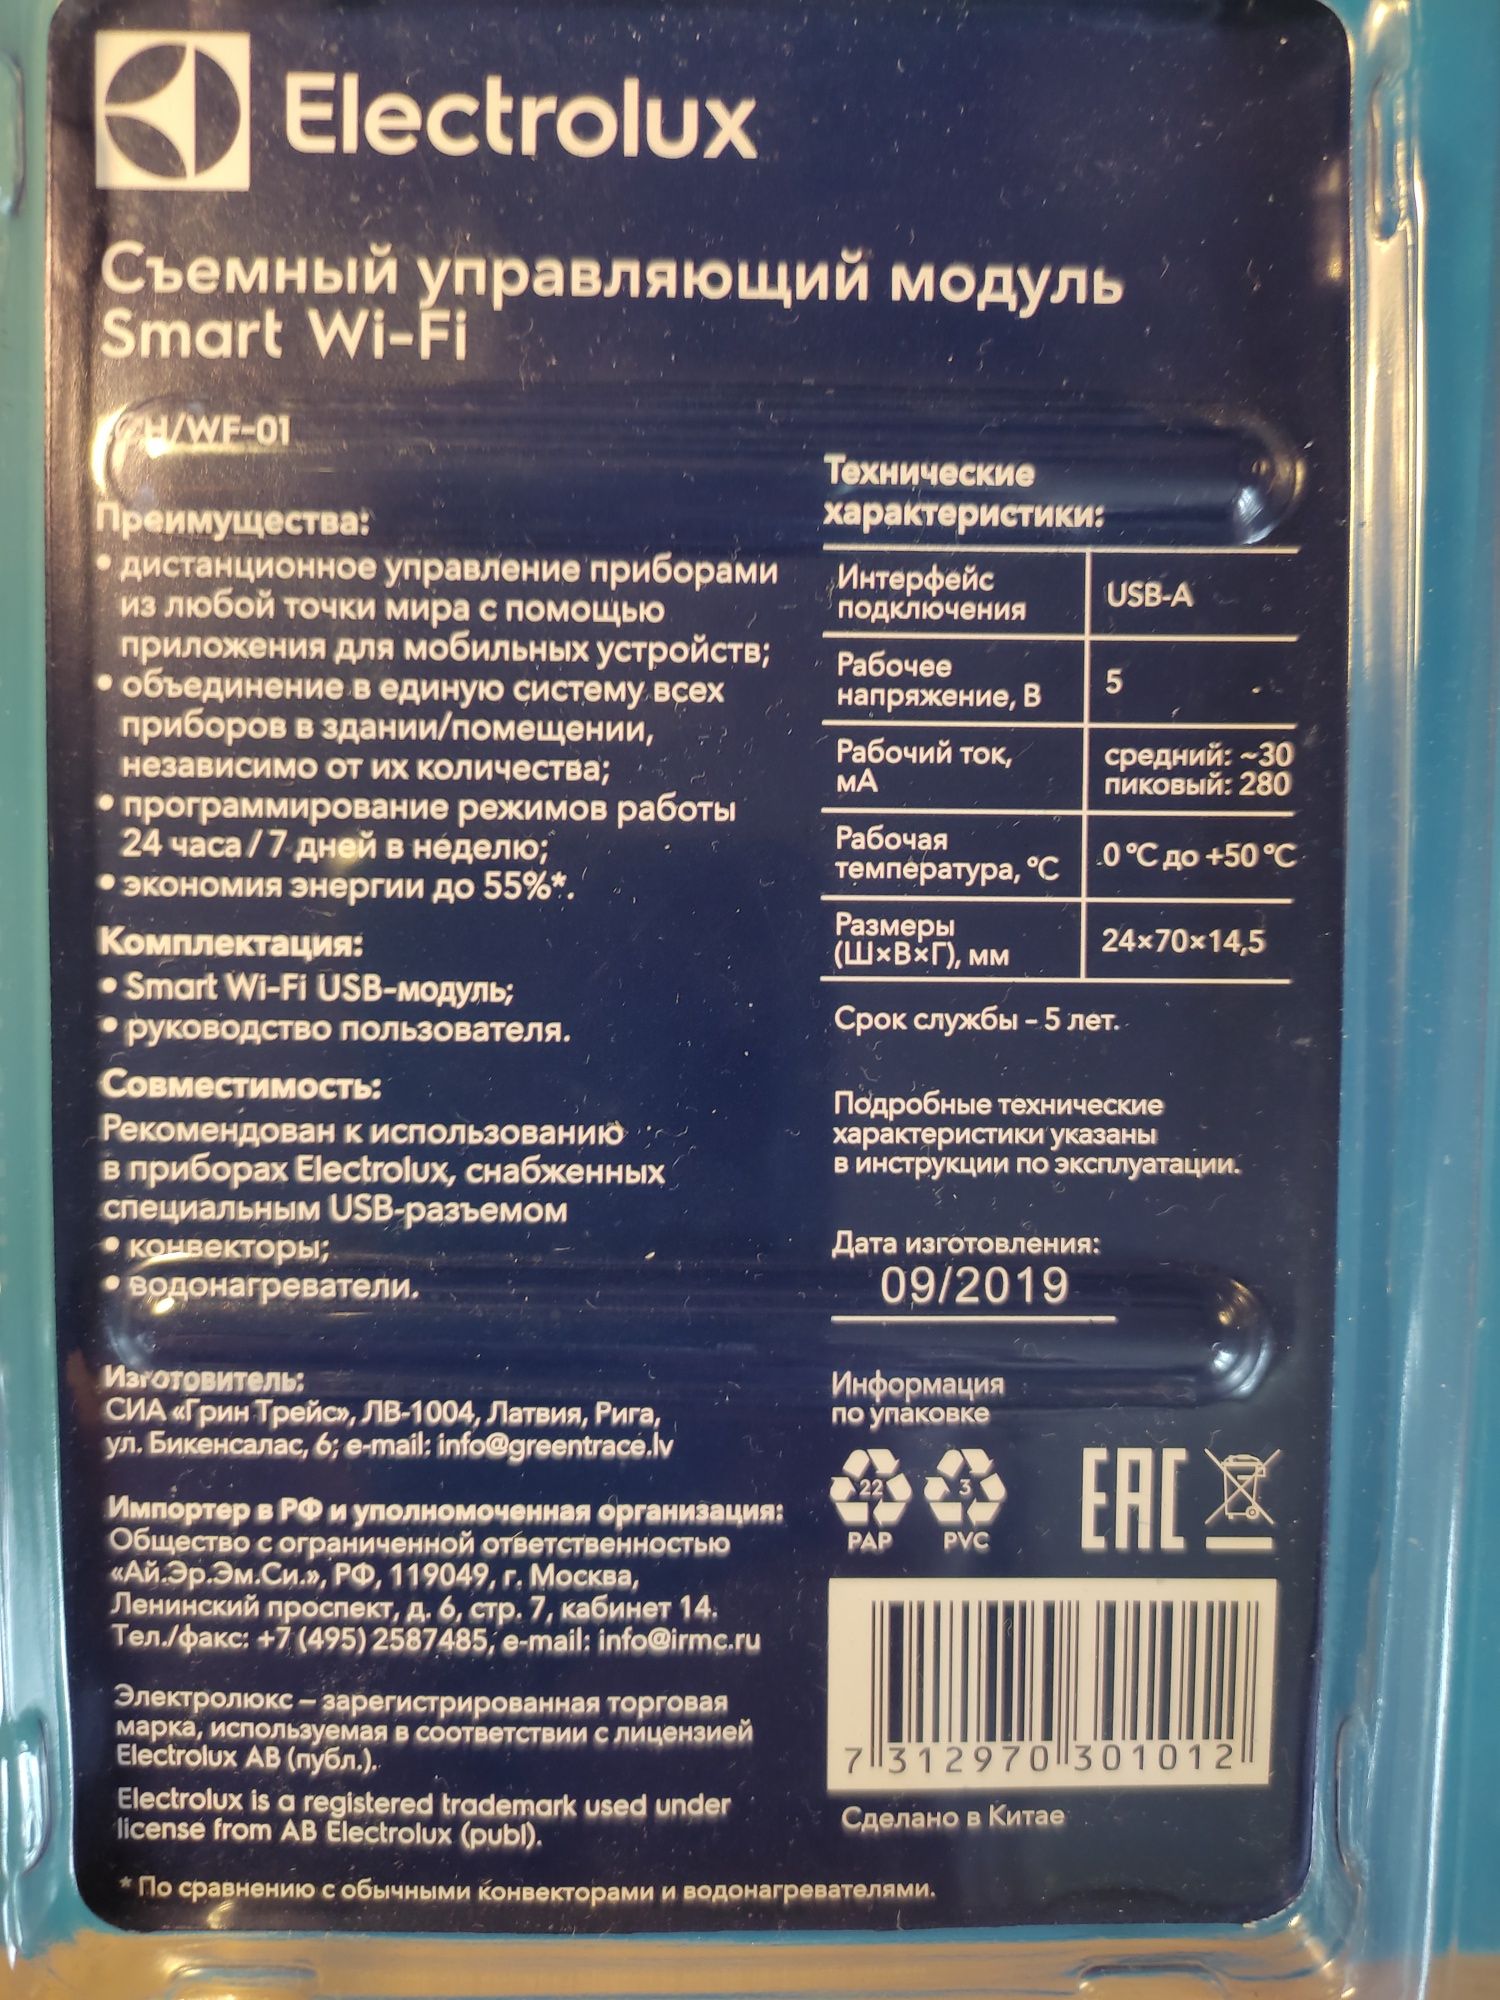 Electrolux
Съемный управляющий модуль
Smart Wi-Fi
H/WF-01
Преимущества:
• дистанционное управление приборами
из любой точки мира с помощью
приложения для мобильных устройств;
• объединение в единую систему всех
приборов в здании/помещении,
независимо от их количества;
• программирование режимов работы
24 часа / 7 дней в неделю;
• экономия энергии до 55%*.
Комплектация:
• Smart Wi-Fi USB-модуль;
• руководство пользователя.
Совместимость:
Рекомендован к использованию
в приборах Electrolux, снабженных
специальным USB-разъемом
• конвекторы;
• водонагреватели.
Изготовитель:
СИА «Грин Трейс», ЛВ-1004, Латвия, Рига,
ул. Бикенсалас, 6; e-mail: info@greentrace.lv
Импортер в РФ и уполномоченная организация:
Общество с ограниченной ответственностью
«Ай.Эр.Эм.Си.», РФ, 119049, г. Москва,
Ленинский проспект, д. 6, стр. 7, кабинет 14.
Тел./факс: +7 (495) 2587485, e-mail: info@irmc.ru
Электролюкс – зарегистрированная торговая
марка, используемая в соответствии с лицензией
Electrolux AB (публ.).
Electrolux is a registered trademark used under
license from AB Electrolux (publ).
* По сравнению с обычными конвекторами и водонагревателями.
Технические
характеристики:
Интерфейс
подключения
USB-A
Рабочее
напряжение, В
5
Рабочий ток,
мА
средний: ~30
пиковый: 280
Рабочая
температура, °С
0 °С до +50 °С
Размеры
(Ш×В×Г), мм
24×70×14,5
Срок службы – 5 лет.
Подробные технические
характеристики указаны
в инструкции по эксплуатации.
Дата изготовления:
09/2019
Информация
по упаковке
22 3
PAP PVC
EAC
7 312970 301012
Сделано в Китае